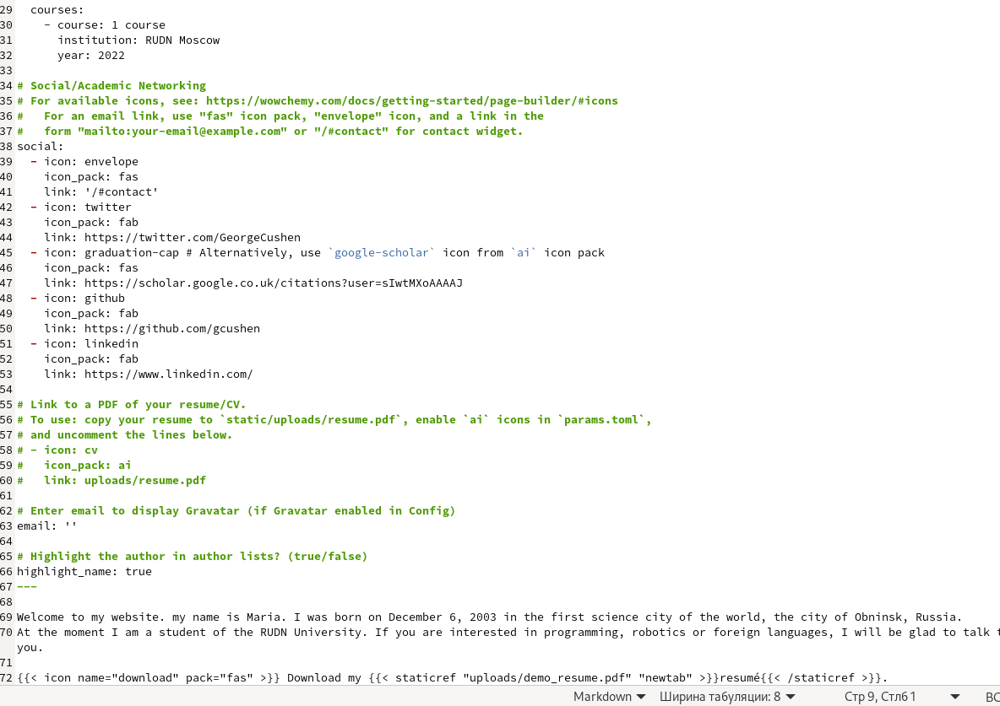 29   courses:
30     - course: 1 course
31       institution: RUDN Moscow
32       year: 2022
33
34 # Social/Academic Networking
35 # For available icons, see: https://wowchemy.com/docs/getting-started/page-builder/#icons
36 #   For an email link, use "fas" icon pack, "envelope" icon, and a link in the
37 #   form "mailto:your-email@example.com" or "/#contact" for contact widget.
38 social:
39   - icon: envelope
40     icon_pack: fas
41     link: '/#contact'
42   - icon: twitter
43     icon_pack: fab
44     link: https://twitter.com/GeorgeCushen
45   - icon: graduation-cap # Alternatively, use `google-scholar` icon from `ai` icon pack
46     icon_pack: fas
47     link: https://scholar.google.co.uk/citations?user=sIwtMXoAAAAJ
48   - icon: github
49     icon_pack: fab
50     link: https://github.com/gcushen
51   - icon: linkedin
52     icon_pack: fab
53     link: https://www.linkedin.com/
54
55 # Link to a PDF of your resume/CV.
56 # To use: copy your resume to `static/uploads/resume.pdf`, enable `ai` icons in `params.toml`,
57 # and uncomment the lines below.
58 # - icon: cv
59 #   icon_pack: ai
60 #   link: uploads/resume.pdf
61
62 # Enter email to display Gravatar (if Gravatar enabled in Config)
63 email: ''
64
65 # Highlight the author in author lists? (true/false)
66 highlight_name: true
67 ---
68
69 Welcome to my website. my name is Maria. I was born on December 6, 2003 in the first science city of the world, the city of Obninsk, Russia.
70 At the moment I am a student of the RUDN University. If you are interested in programming, robotics or foreign languages, I will be glad to talk
you.
71
72 {{< icon name="download" pack="fas" >}} Download my {{< staticref "uploads/demo_resume.pdf" "newtab" >}}resumé{{< /staticref >}}.
Markdown Ширина табуляции: 8 Стр 9, Стлб 1